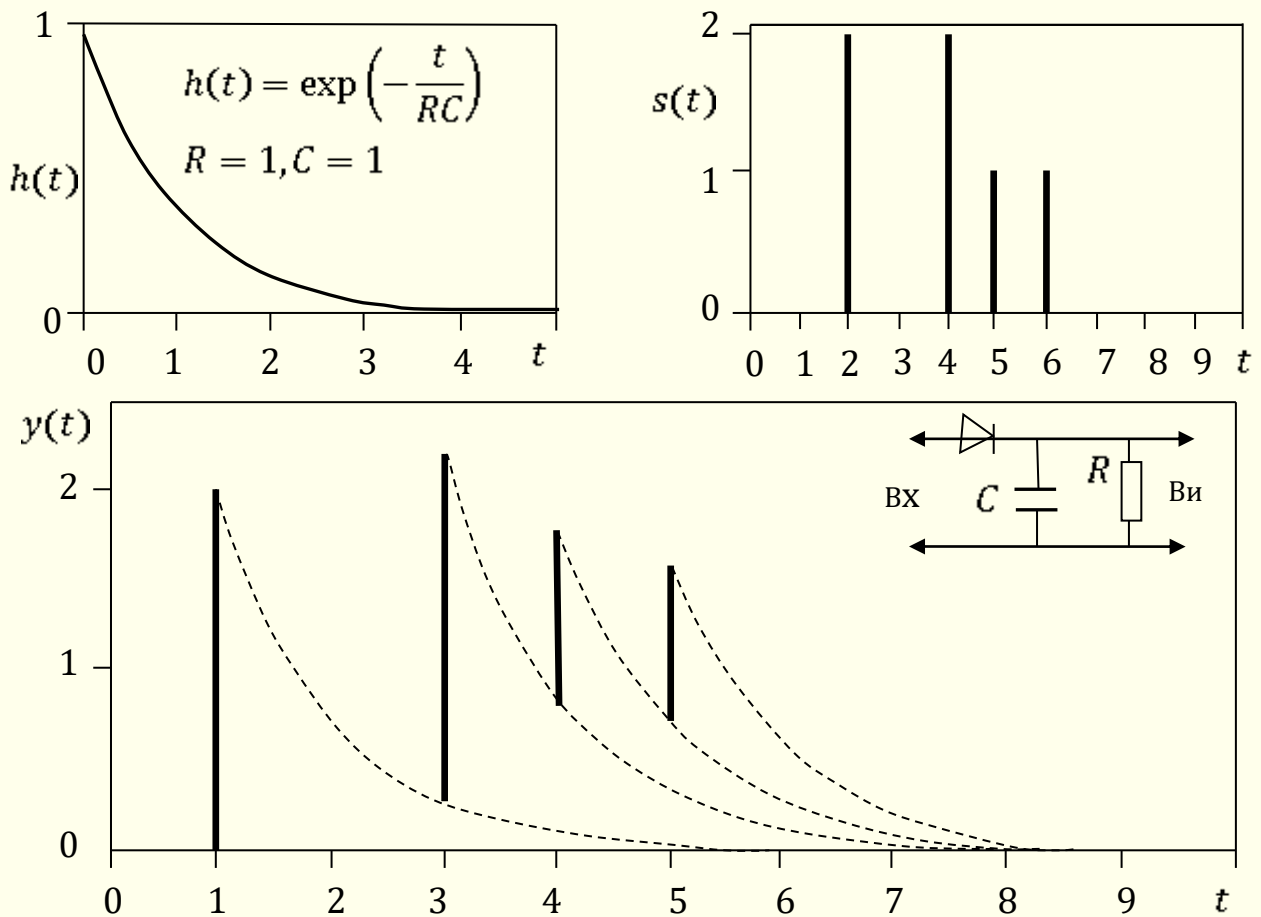 1
h(t) = exp(-t/RC)
R = 1, C = 1
h(t)
0
0 1 2 3 4 t
2
s(t)
1
0
0 1 2 3 4 5 6 7 8 9 t
y(t)
2
1
0
0 1 2 3 4 5 6 7 8 9 t
Вх C R Ви